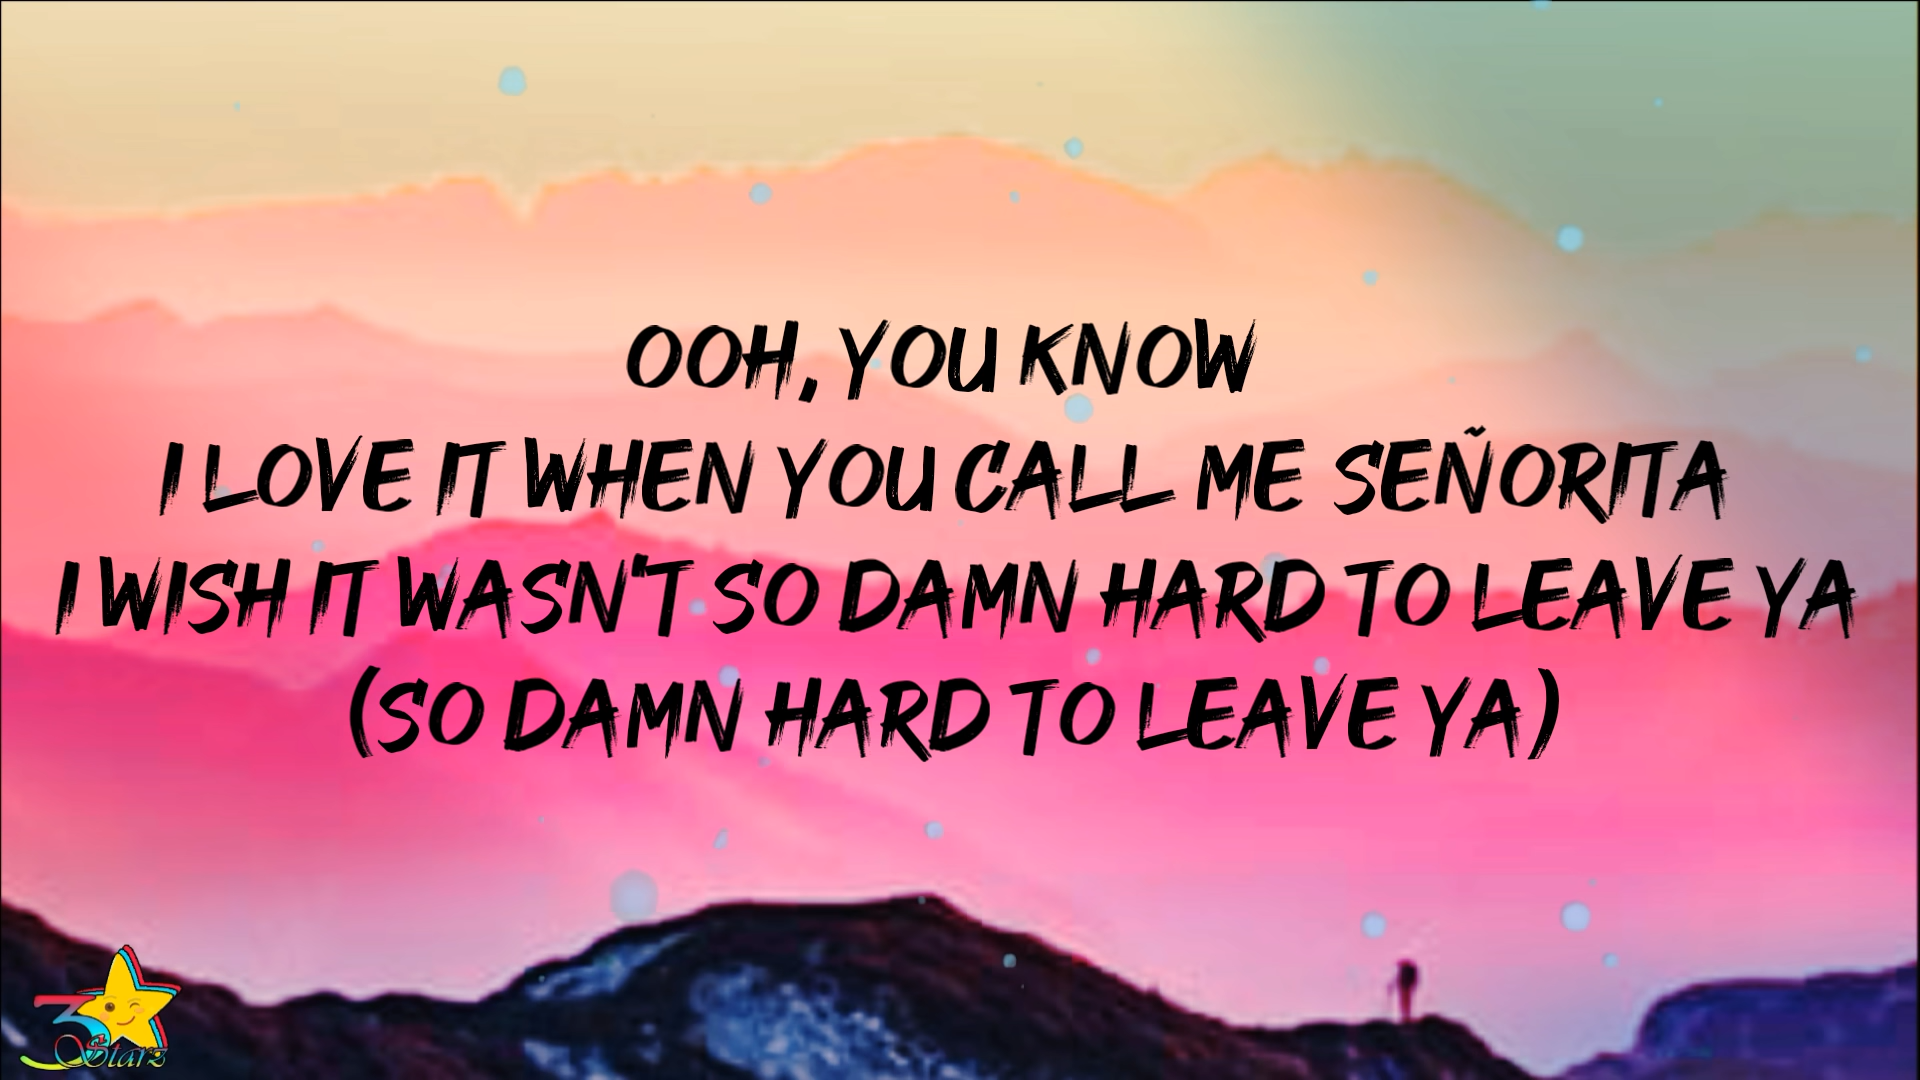 OOH, YOU KNOW
I LOVE IT WHEN YOU CALL ME SEÑORITA
I WISH IT WASN'T SO DAMN HARD TO LEAVE YA
(SO DAMN HARD TO LEAVE YA)
3
Starz